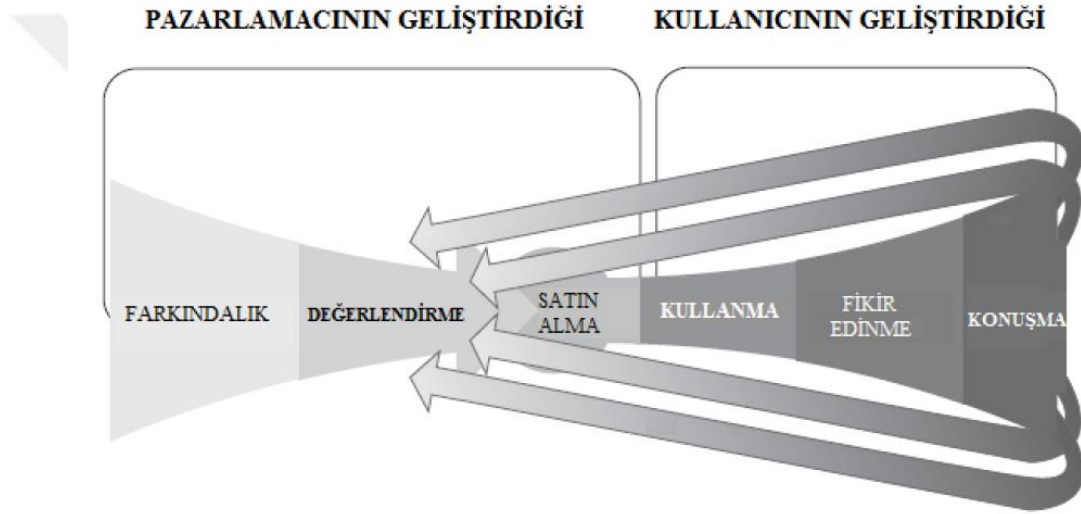 PAZARLAMACININ GELİŞTİRDİĞİ
KULLANICININ GELİŞTİRDİĞİ
FARKINDALIK
DEĞERLENDİRME
SATIN
ALMA
KULLANMA
FİKİR
EDİNME
KONUŞMA